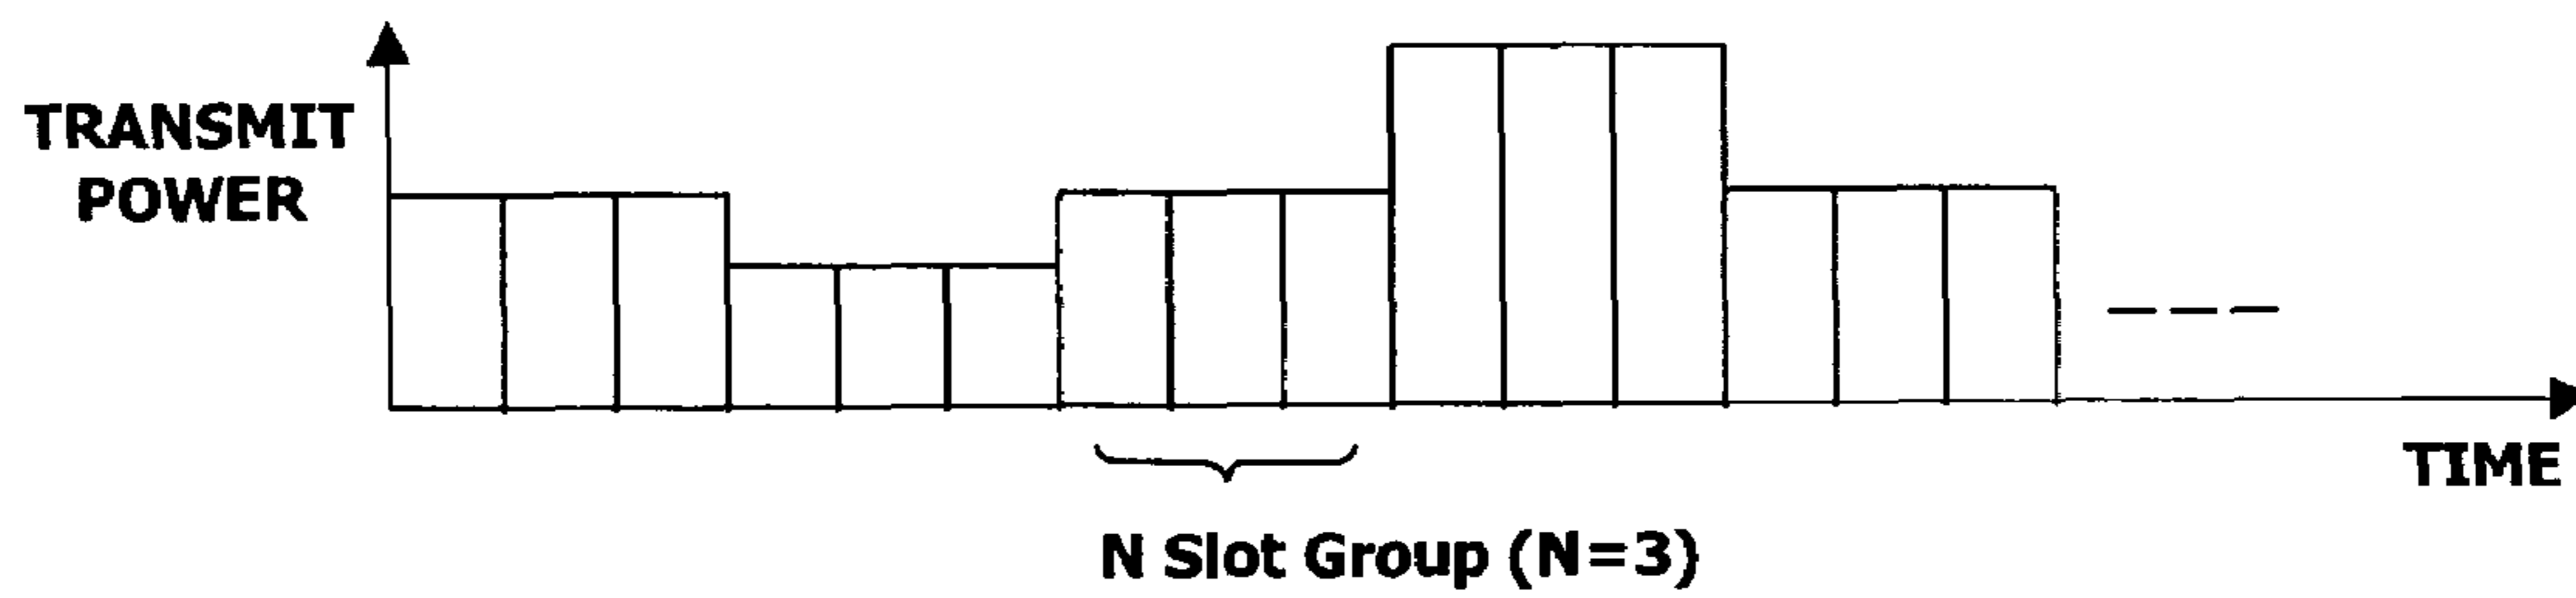 TRANSMIT
POWER
TIME
N Slot Group (N=3)